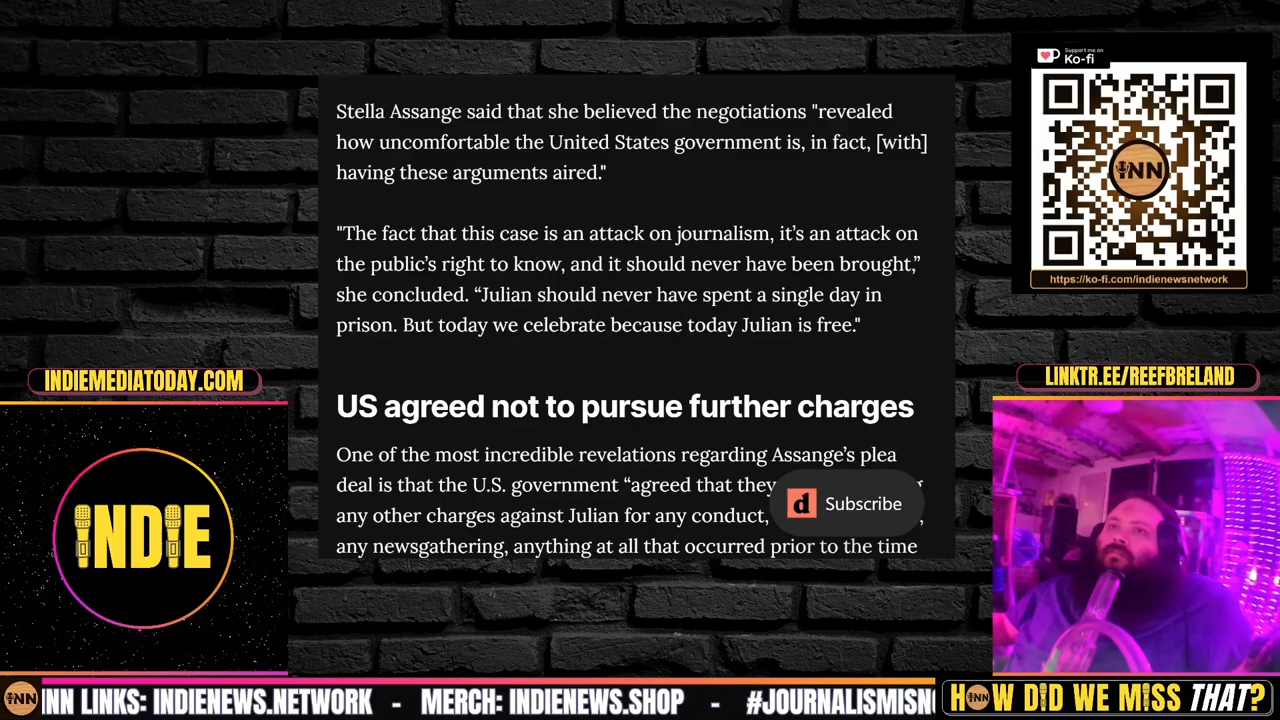 Support me on
Ko-fi
Stella Assange said that she believed the negotiations "revealed
how uncomfortable the United States government is, in fact, [with]
having these arguments aired."
"The fact that this case is an attack on journalism, it’s an attack on
the public’s right to know, and it should never have been brought,”
she concluded. “Julian should never have spent a single day in
prison. But today we celebrate because today Julian is free."
US agreed not to pursue further charges
One of the most incredible revelations regarding Assange’s plea
deal is that the U.S. government “agreed that they
any other charges against Julian for any conduct,
any newsgathering, anything at all that occurred prior to the time
d Subscribe
INN
https://ko-fi.com/indienewsnetwork
INDIEMEDIATODAY.COM
LINKTR.EE/REEFBRELAND
INDIE
INN
INN LINKS: INDIENEWS.NETWORK - MERCH: INDIENEWS.SHOP - #JOURNALISMISN
HOW DID WE MISS THAT?